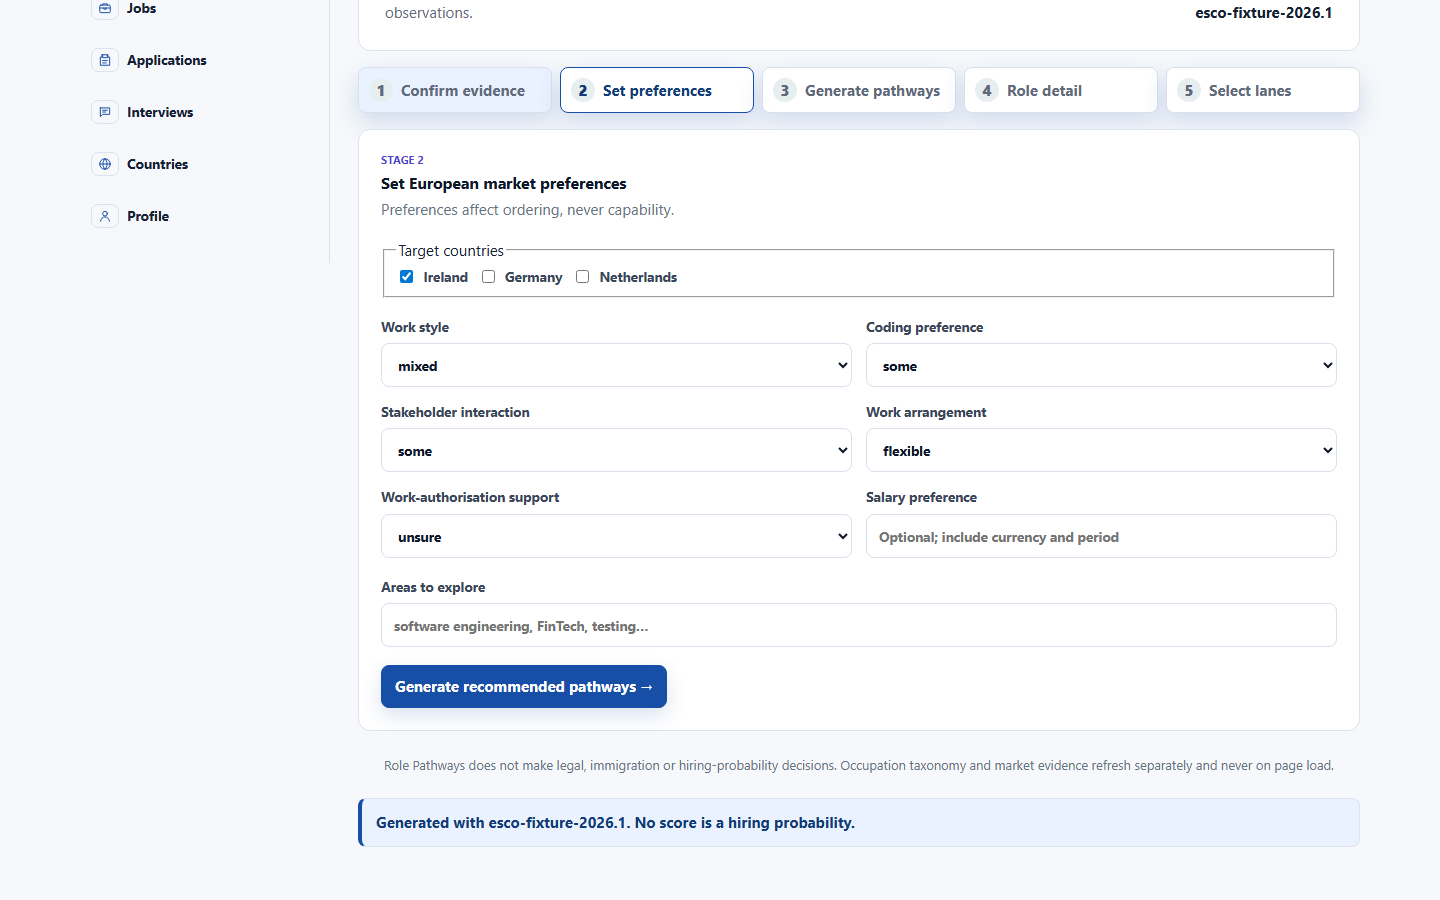 Jobs
Applications
Interviews
Countries
Profile
observations.
esco-fixture-2026.1
1 Confirm evidence
2 Set preferences
3 Generate pathways
4 Role detail
5 Select lanes
STAGE 2
Set European market preferences
Preferences affect ordering, never capability.
Target countries
Ireland Germany Netherlands
Work style
mixed
Coding preference
some
Stakeholder interaction
some
Work arrangement
flexible
Work-authorisation support
unsure
Salary preference
Optional; include currency and period
Areas to explore
software engineering, FinTech, testing...
Generate recommended pathways →
Role Pathways does not make legal, immigration or hiring-probability decisions. Occupation taxonomy and market evidence refresh separately and never on page load.
Generated with esco-fixture-2026.1. No score is a hiring probability.